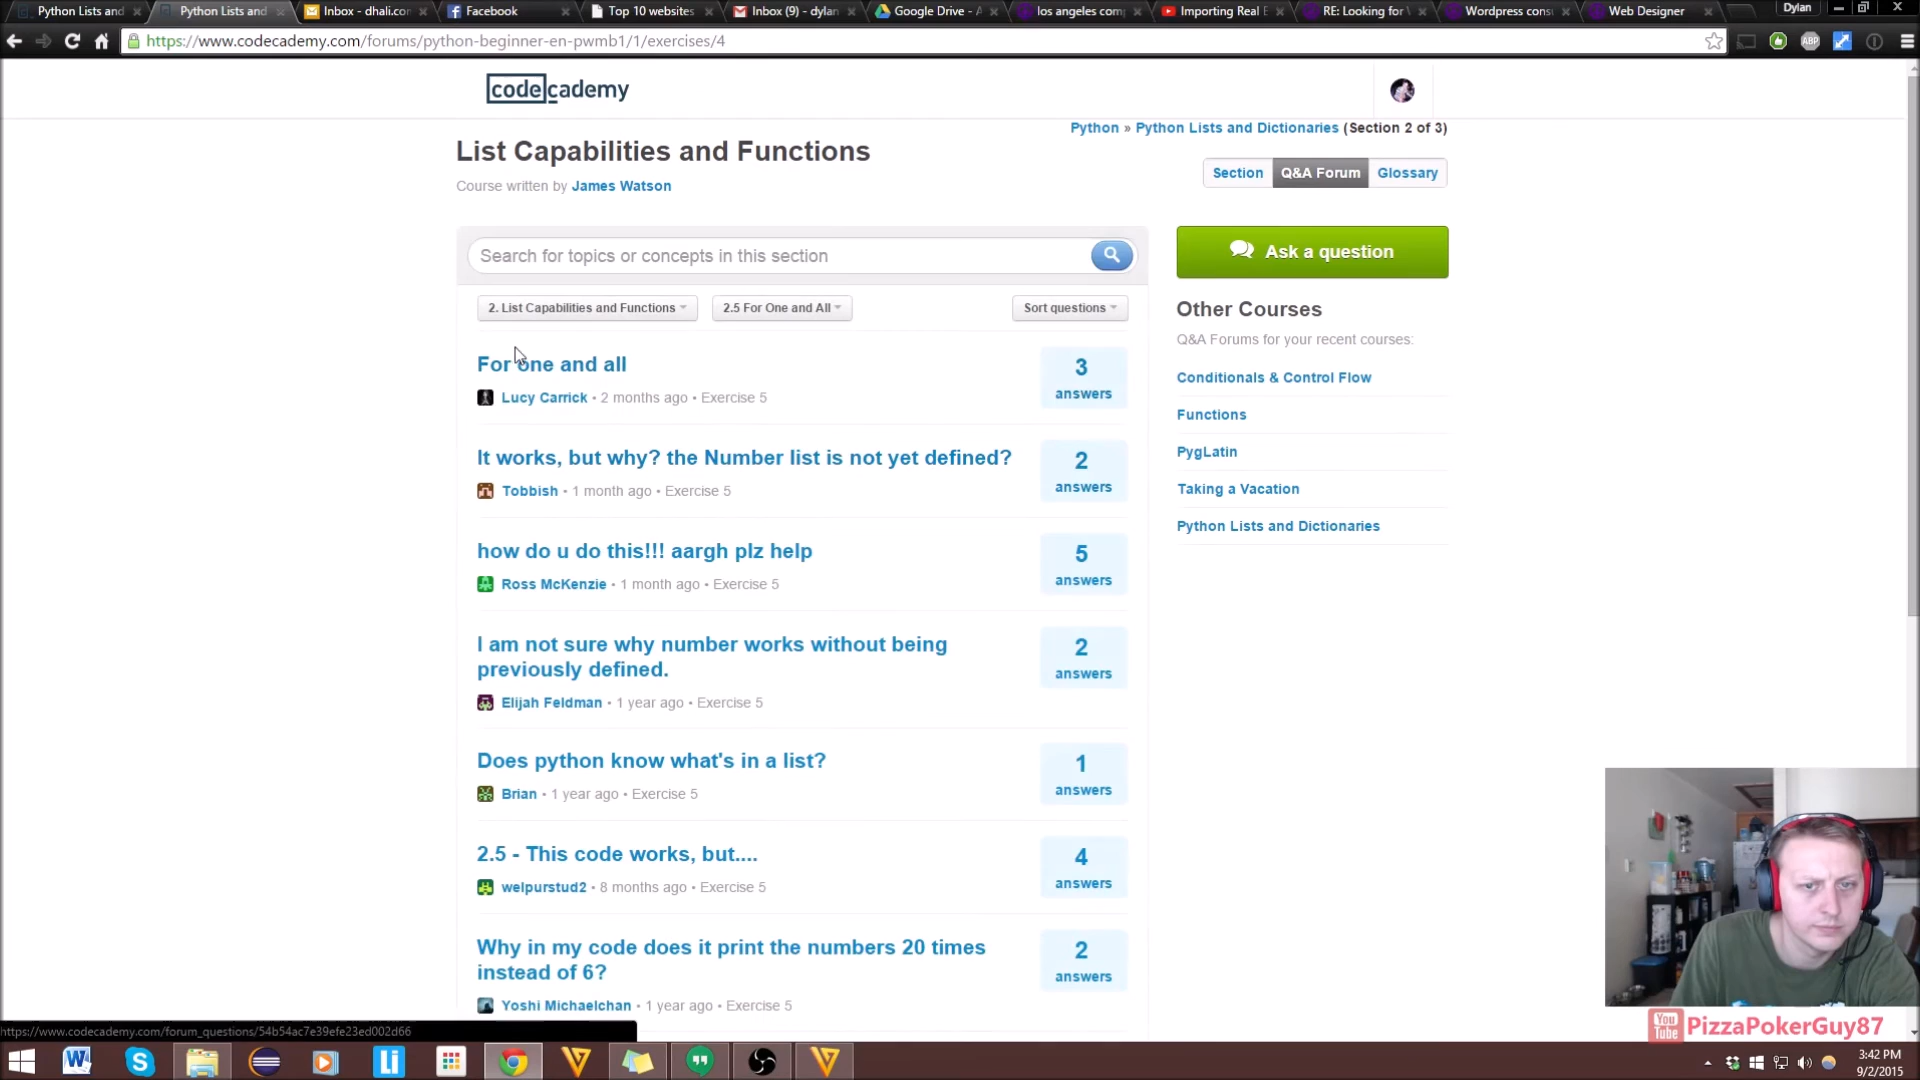 Python Lists and
Python Lists and
Inbox - dhali.cor
Facebook
Top 10 websites
Inbox (9) - dylan
Google Drive - A
los angeles comp
Importing Real E
RE: Looking for V
Wordpress cons
Web Designer
Dylan
https://www.codecademy.com/forums/python-beginner-en-pwmb1/1/exercises/4
ABP
codecademy
Python » Python Lists and Dictionaries (Section 2 of 3)
List Capabilities and Functions
Course written by James Watson
Section
Q&A Forum
Glossary
Search for topics or concepts in this section
Ask a question
2. List Capabilities and Functions
2.5 For One and All
Sort questions
Other Courses
Q&A Forums for your recent courses:
Conditionals & Control Flow
Functions
PygLatin
Taking a Vacation
Python Lists and Dictionaries
For one and all
Lucy Carrick • 2 months ago • Exercise 5
3
answers
It works, but why? the Number list is not yet defined?
Tobbish • 1 month ago • Exercise 5
2
answers
how do u do this!!! aargh plz help
Ross McKenzie • 1 month ago • Exercise 5
5
answers
I am not sure why number works without being
previously defined.
Elijah Feldman • 1 year ago • Exercise 5
2
answers
Does python know what's in a list?
Brian • 1 year ago • Exercise 5
1
answers
2.5 - This code works, but....
welpurstud2 • 8 months ago • Exercise 5
4
answers
Why in my code does it print the numbers 20 times
instead of 6?
Yoshi Michaelchan • 1 year ago • Exercise 5
2
answers
https://www.codecademy.com/forum_questions/54b54ac7e39efe23ed002d66
You Tube PizzaPokerGuy87
3:42 PM
9/2/2015